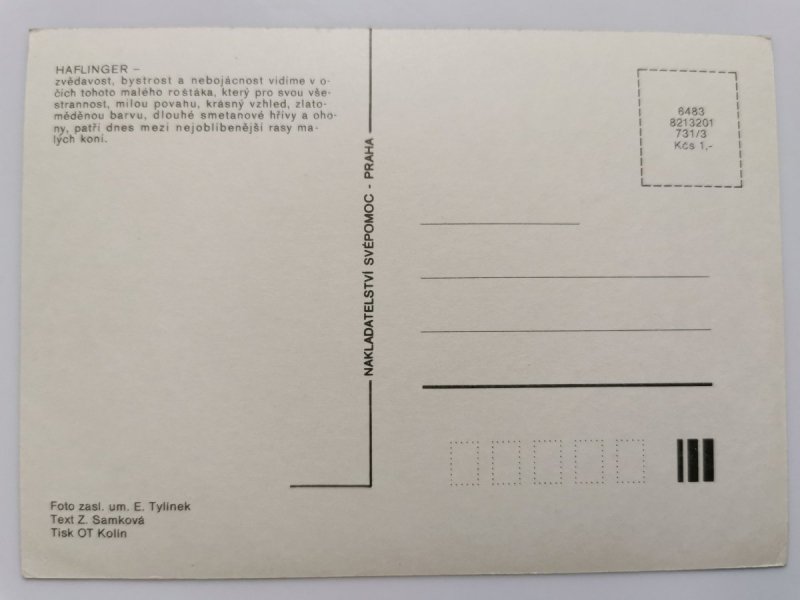 HAFLINGER –
zvědavost, bystrost a nebojácnost vidíme v o-
čích tohoto malého rošťáka, který pro svou vše-
strannost, milou povahu, krásný vzhled, zlato-
měděnou barvu, dlouhé smetanové hřívy a oho-
ny, patří dnes mezi nejoblíbenější rasy ma-
lých koní.
Foto zasl. um. E. Tylínek
Text Z. Samková
Tisk OT Kolín
NAKLADATELSTVÍ SVÉPOMOC - PRAHA
6483
8213201
731/3
Kčs 1,-